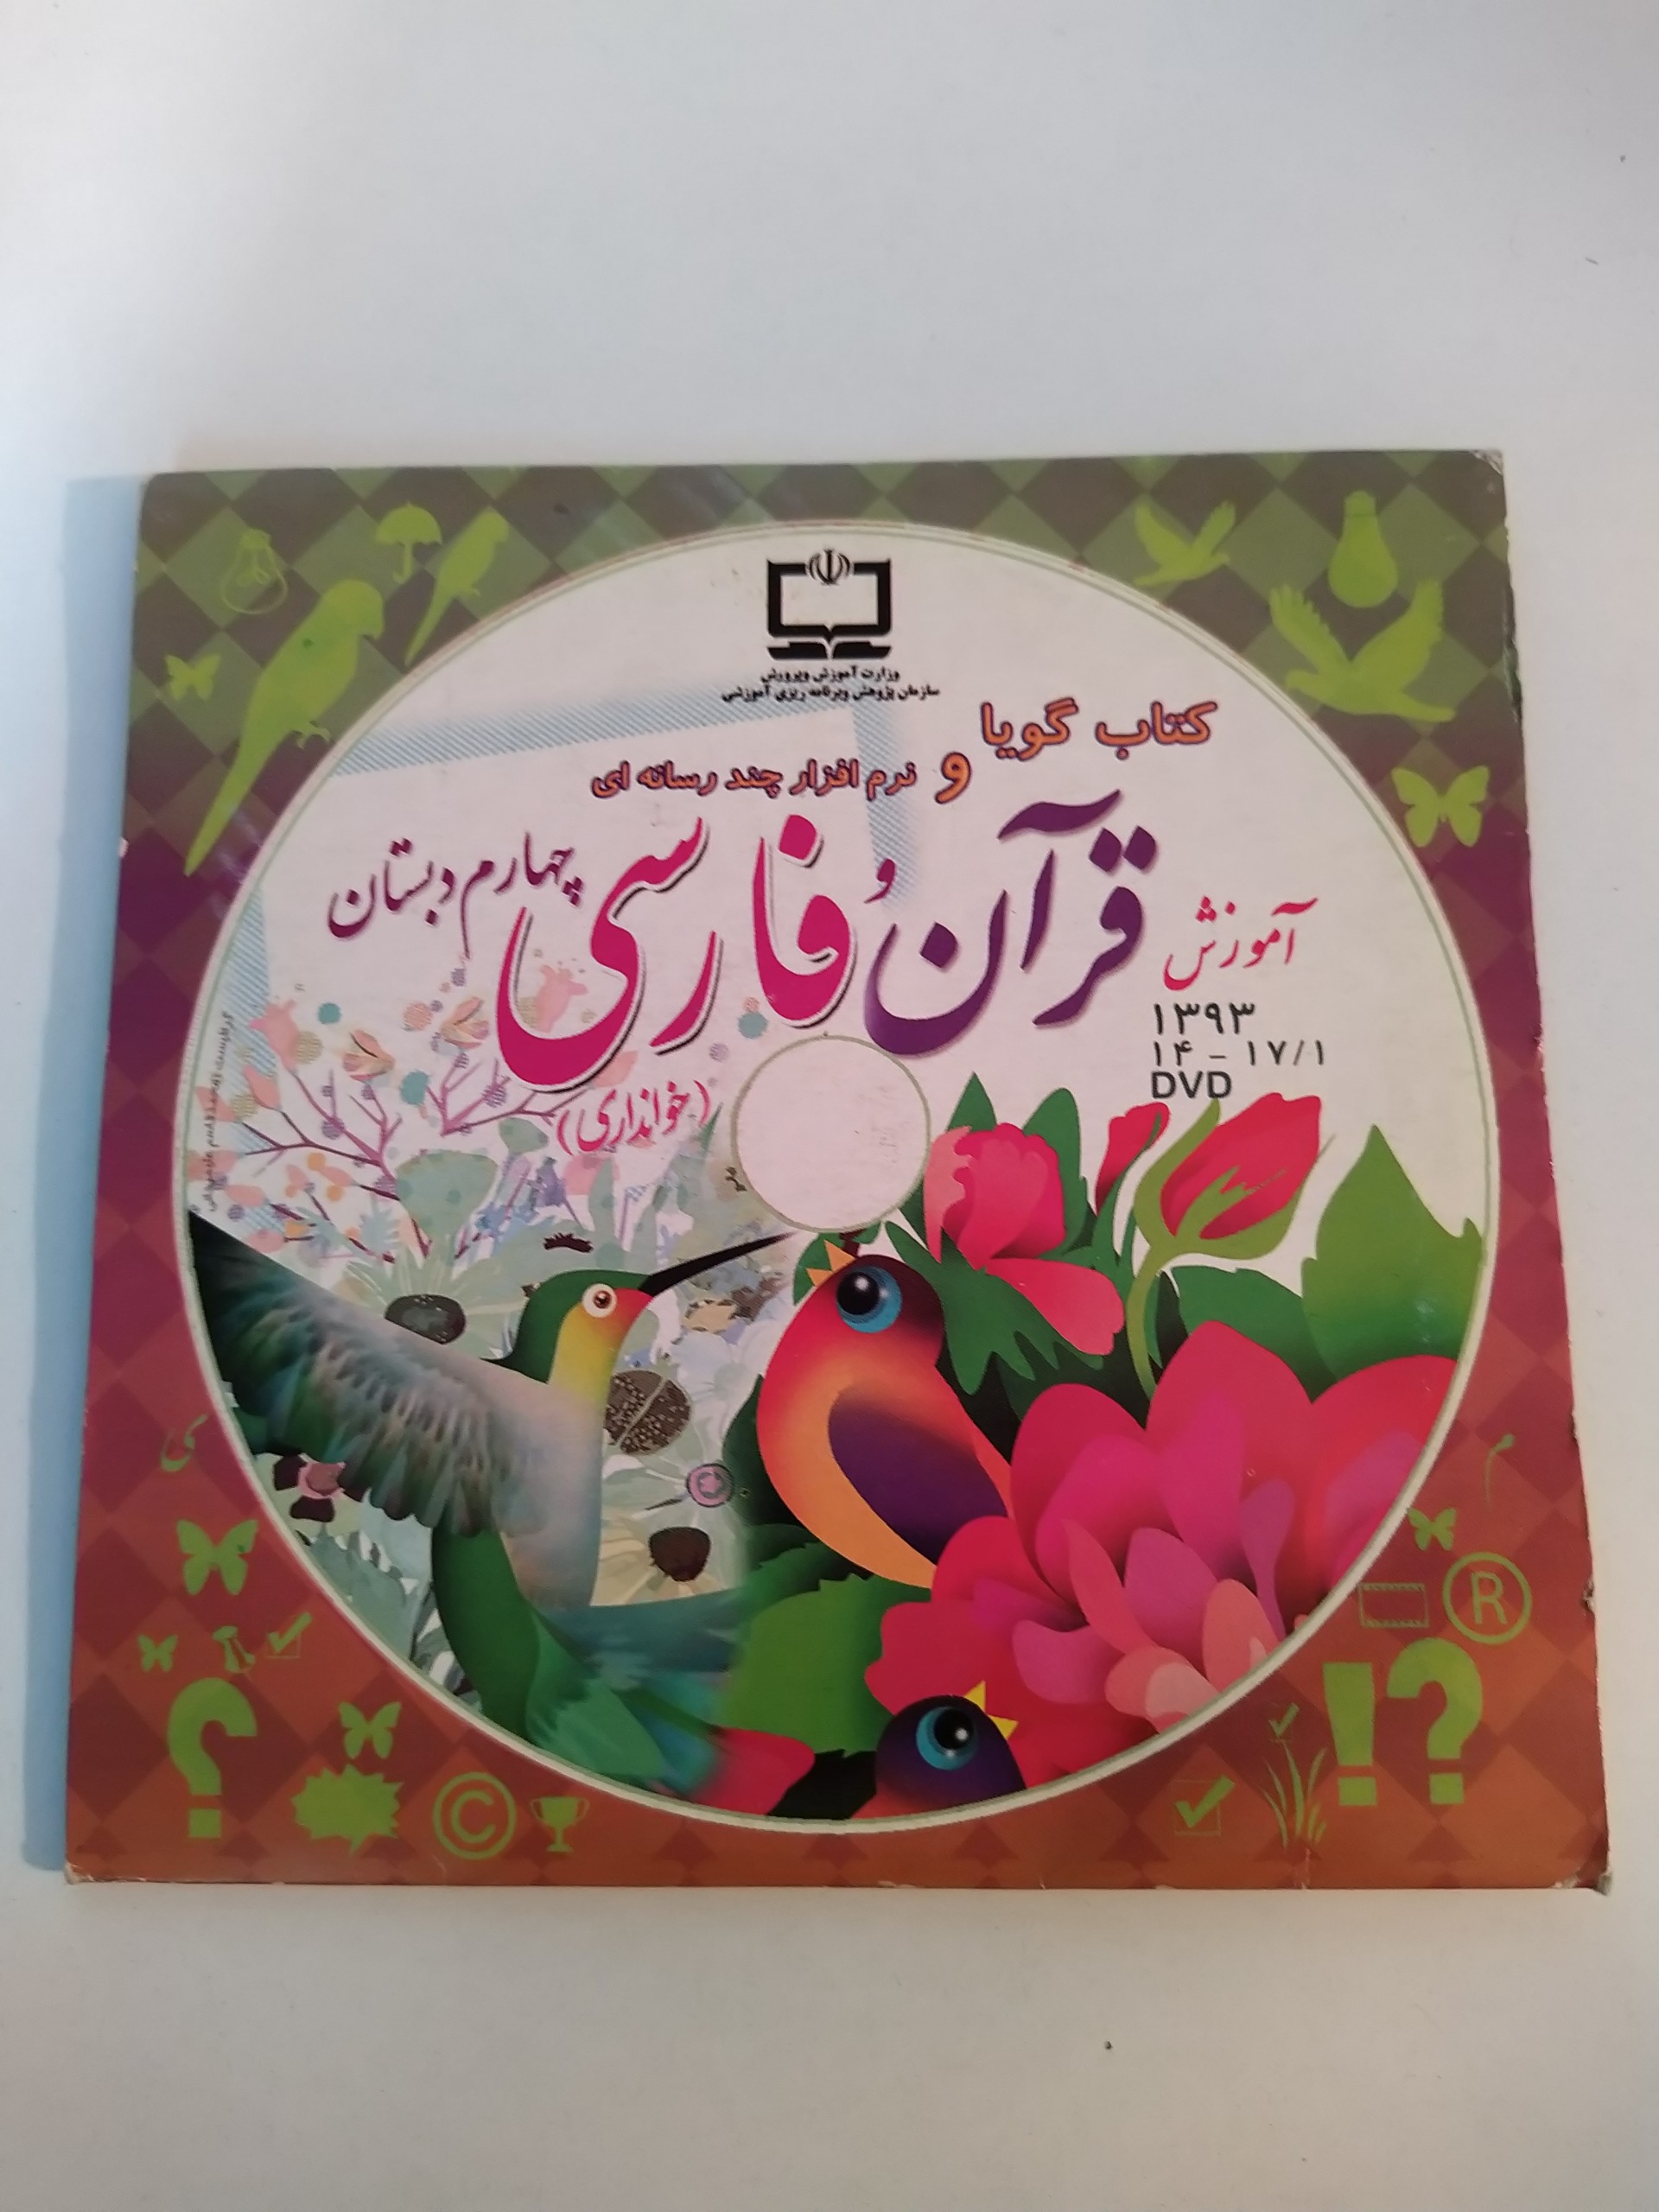 وزارت آموزش وپرورش
سازمان پژوهش وبرنامه ریزی آموزشی
کتاب گویا
و نرم افزار چند رسانه ای
آموزش قرآن و فارسی چهارم دبستان
(خوانداری)
۱۳۹۳
۱۴ - ۱۷/۱
DVD
ی
م
R
؟
C
!?